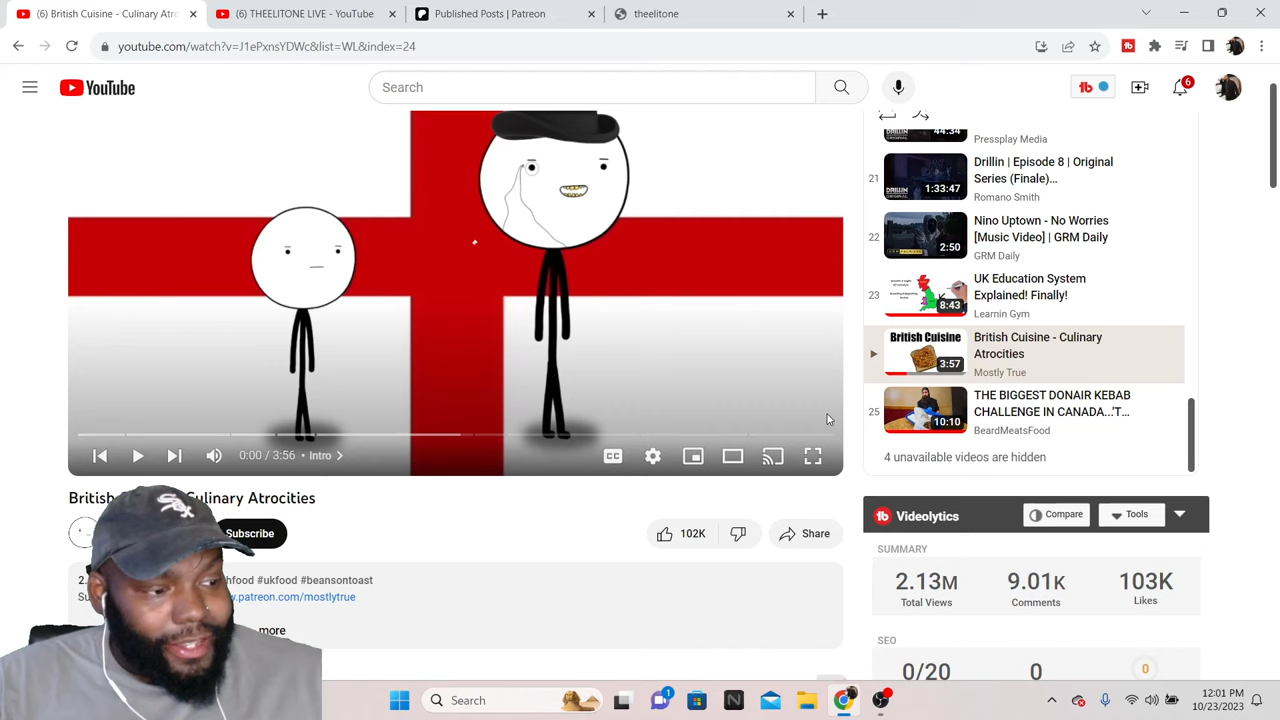 (6) British Cuisine - Culinary Atroc
(6) THEELITONE LIVE - YouTube
Published Posts | Patreon
theelitone
youtube.com/watch?v=J1ePxnsYDWc&list=WL&index=24
YouTube
Search
6
44:34
Pressplay Media
21
1:33:47
Drillin | Episode 8 | Original
Series (Finale)...
Romano Smith
22
2:50
Nino Uptown - No Worries
[Music Video] | GRM Daily
GRM Daily
23
8:43
UK Education System
Explained! Finally!
Learnin Gym
British Cuisine
3:57
British Cuisine - Culinary
Atrocities
Mostly True
25
10:10
THE BIGGEST DONAIR KEBAB
CHALLENGE IN CANADA...'T...
BeardMeatsFood
4 unavailable videos are hidden
0:00 / 3:56 • Intro
CC
British Culinary Atrocities
Subscribe
102K
Share
#ukfood #beansontoast
.patreon.com/mostlytrue
more
Videolytics
Compare
Tools
SUMMARY
2.13M
Total Views
9.01K
Comments
103K
Likes
SEO
0/20
0
0
Search
1
12:01 PM
10/23/2023